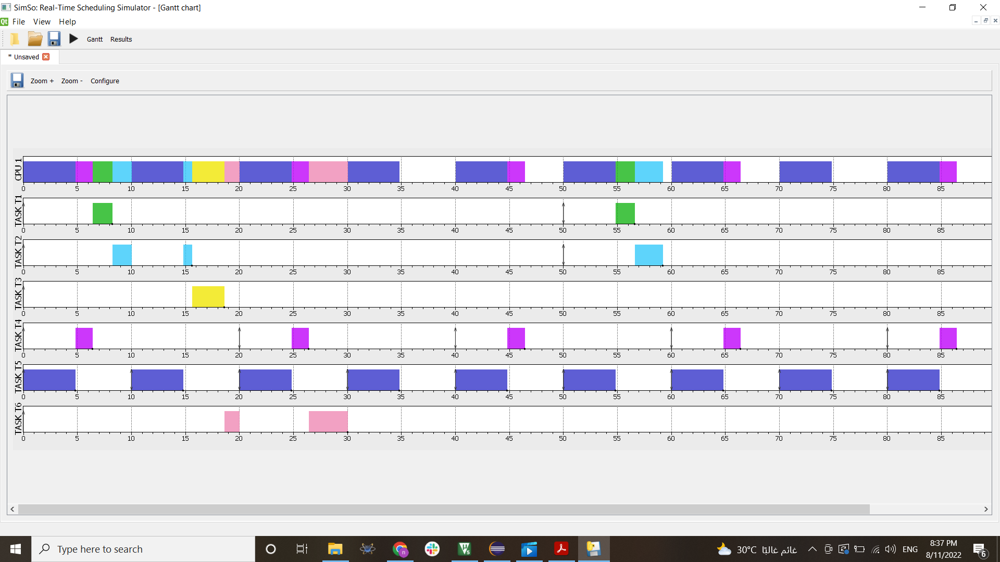 SimSo: Real-Time Scheduling Simulator - [Gantt chart]
Qt File View Help
Gantt Results
* Unsaved
Zoom + Zoom - Configure
CPU 1
0 5 10 15 20 25 30 35 40 45 50 55 60 65 70 75 80 85
TASK T1
0 5 10 15 20 25 30 35 40 45 50 55 60 65 70 75 80 85
TASK T2
0 5 10 15 20 25 30 35 40 45 50 55 60 65 70 75 80 85
TASK T3
0 5 10 15 20 25 30 35 40 45 50 55 60 65 70 75 80 85
TASK T4
0 5 10 15 20 25 30 35 40 45 50 55 60 65 70 75 80 85
TASK T5
0 5 10 15 20 25 30 35 40 45 50 55 60 65 70 75 80 85
TASK T6
0 5 10 15 20 25 30 35 40 45 50 55 60 65 70 75 80 85
Type here to search
n
V5
30°C غائم غالبًا
ENG
8:37 PM
8/11/2022
6